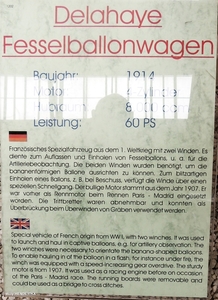 Delahaye
Fesselballonwagen
Baujahr: 1914
Motor:
Leistung: 60 PS
Französisches Spezialfahrzeug aus dem 1. Weltkrieg mit zwei Winden. Es
diente zum Auflassen und Einholen von Fesselballons, u. a. für die
Artilleriebeobachtung. Die beiden Winden wurden benötigt, um die
bananenförmigen Ballone ausrichten zu können. Zum blitzartigen
Einholen eines Ballons, z. B. bei Beschuss, verfügt die Winde über einen
speziellen Schnellgang. Der bullige Motor stammt aus dem Jahr 1907. Er
war vorher als Rennmotor beim Rennen Paris - Madrid eingesetzt
worden. Die Trittbretter waren abnehmbar und konnten als
Überbrückung beim Überwinden von Gräben verwendet werden.
Special vehicle of French origin from WW1, with two winches. It was used
to launch and haul in captive balloons, e.g. for artillery observation. The
two winches were necessary to orientate the banana shaped balloons.
To enable hauling in of the balloon in a flash, for instance under fire, the
winch was equipped with a special increasing gear overdrive. The sturdy
motor is from 1907. It was used as a racing engine before on occasion
of the Paris - Madrid race. The running boards were removable and
could be used as a bridge to cross ditches.